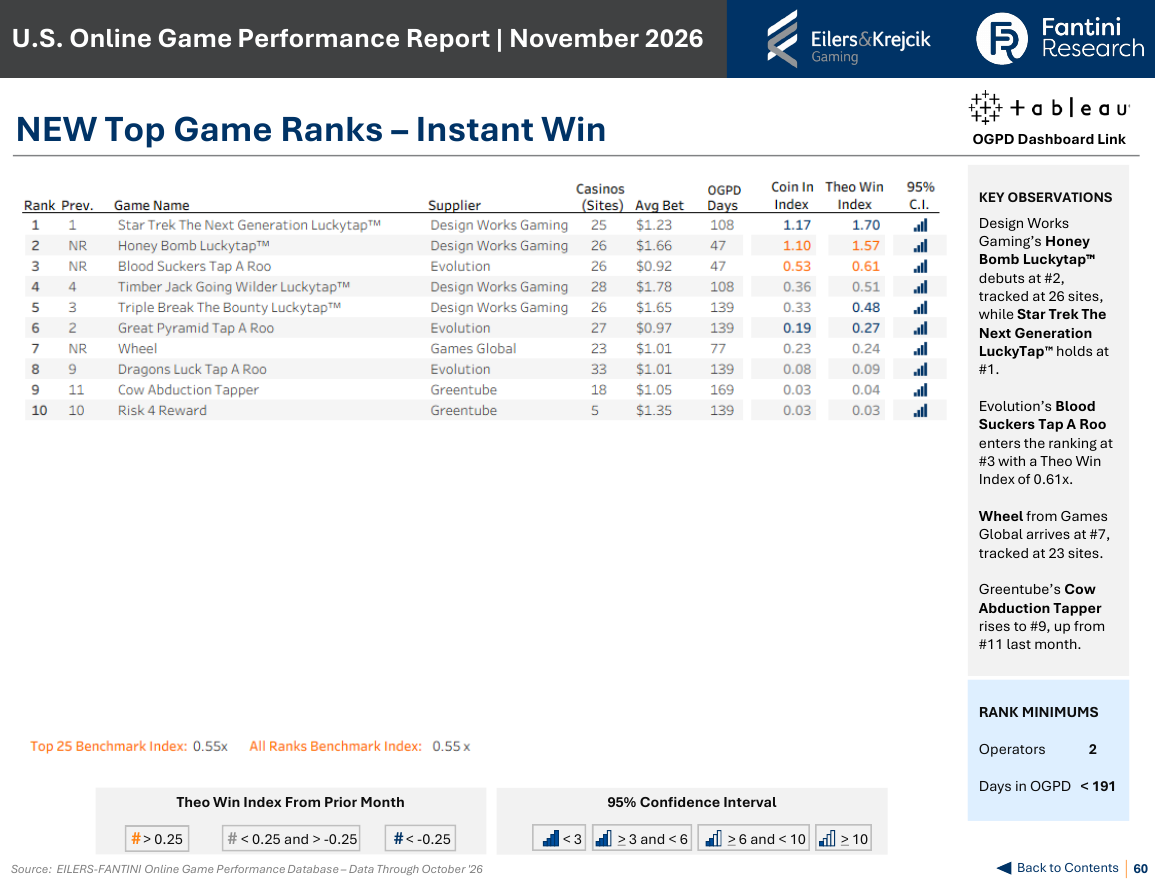 U.S. Online Game Performance Report | November 2026
Eilers&Krejcik
Gaming
Fantini
Research
NEW Top Game Ranks – Instant Win
+ a b | e a u
OGPD Dashboard Link
Rank Prev. Game Name Supplier Casinos (Sites) Avg Bet OGPD Days Coin In Index Theo Win Index 95% C.I.
1 1 Star Trek The Next Generation Luckytap™ Design Works Gaming 25 $1.23 108 1.17 1.70
2 NR Honey Bomb Luckytap™ Design Works Gaming 26 $1.66 47 1.10 1.57
3 NR Blood Suckers Tap A Roo Evolution 26 $0.92 47 0.53 0.61
4 4 Timber Jack Going Wilder Luckytap™ Design Works Gaming 28 $1.78 108 0.36 0.51
5 3 Triple Break The Bounty Luckytap™ Design Works Gaming 26 $1.65 139 0.33 0.48
6 2 Great Pyramid Tap A Roo Evolution 27 $0.97 139 0.19 0.27
7 NR Wheel Games Global 23 $1.01 77 0.23 0.24
8 9 Dragons Luck Tap A Roo Evolution 33 $1.01 139 0.08 0.09
9 11 Cow Abduction Tapper Greentube 18 $1.05 169 0.03 0.04
10 10 Risk 4 Reward Greentube 5 $1.35 139 0.03 0.03
KEY OBSERVATIONS
Design Works
Gaming's Honey
Bomb Luckytap™
debuts at #2,
tracked at 26 sites,
while Star Trek The
Next Generation
LuckyTap™ holds at
#1.
Evolution's Blood
Suckers Tap A Roo
enters the ranking at
#3 with a Theo Win
Index of 0.61x.
Wheel from Games
Global arrives at #7,
tracked at 23 sites.
Greentube's Cow
Abduction Tapper
rises to #9, up from
#11 last month.
RANK MINIMUMS
Operators 2
Days in OGPD < 191
Top 25 Benchmark Index: 0.55x All Ranks Benchmark Index: 0.55 x
Theo Win Index From Prior Month
# > 0.25 # < 0.25 and > -0.25 # < -0.25
95% Confidence Interval
< 3 ≥ 3 and < 6 ≥ 6 and < 10 ≥ 10
Source: EILERS-FANTINI Online Game Performance Database – Data Through October '26
Back to Contents | 60